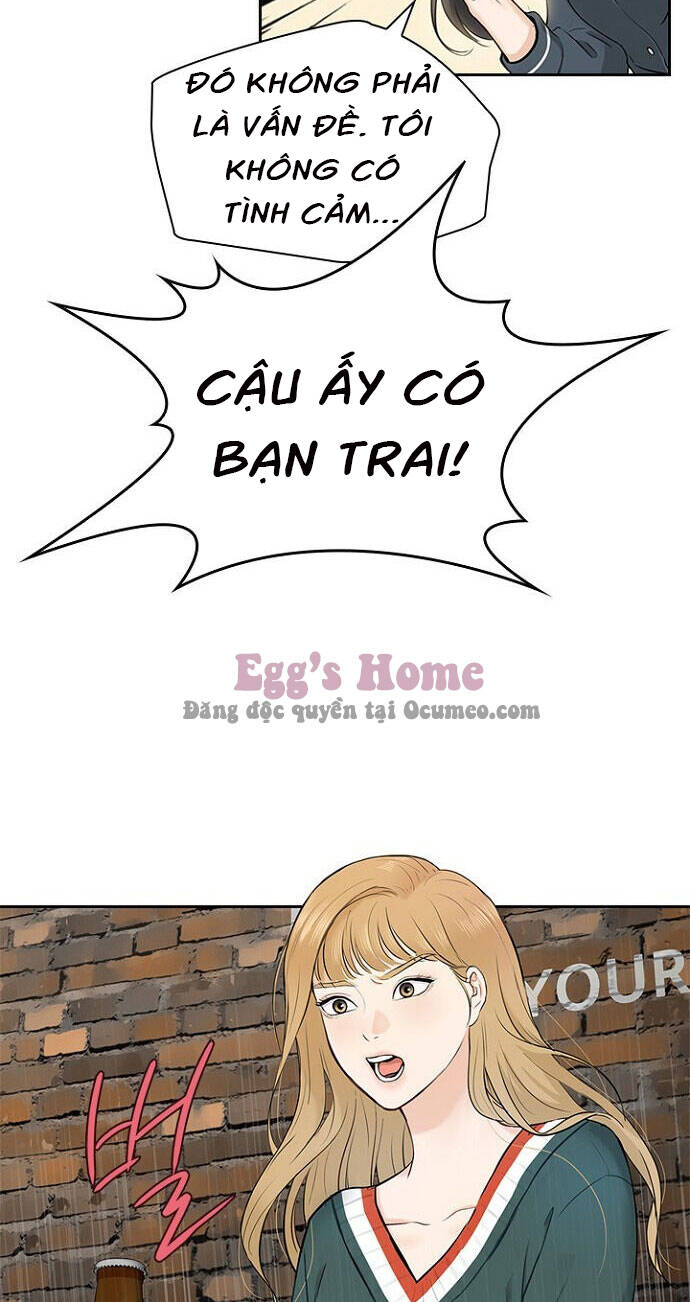 ĐÓ KHÔNG PHẢI
LÀ VẤN ĐỀ. TÔI
KHÔNG CÓ
TÌNH CẢM...
CẬU ẤY CÓ
BẠN TRAI!
Egg's Home
Đăng độc quyền tại Ocumeo.com
YOUR
벌